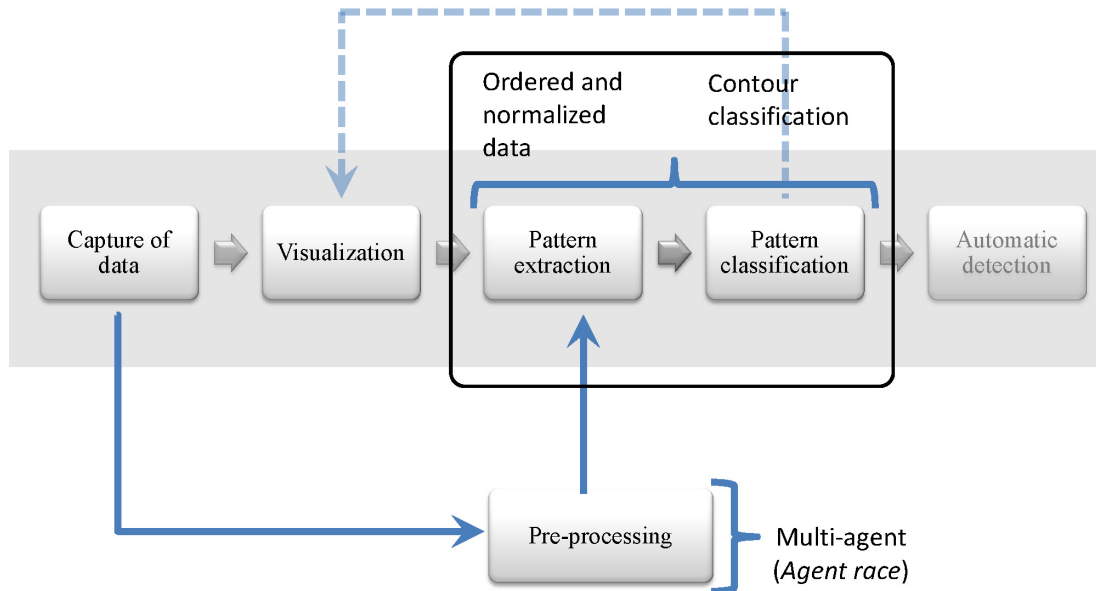 Ordered and
normalized
data
Contour
classification
Capture of
data
Visualization
Pattern
extraction
Pattern
classification
Automatic
detection
Pre-processing
Multi-agent
(Agent race)